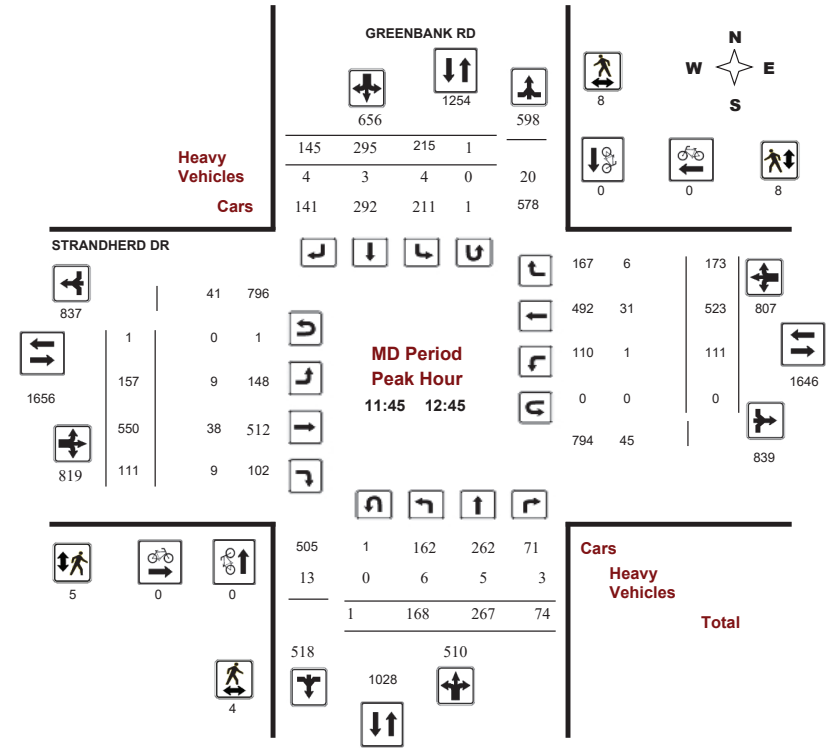 GREENBANK RD
N
W E
S
1254
8
656 598
145 295 215 1
Heavy
Vehicles 4 3 4 0 20
Cars 141 292 211 1 578
0 0 8
STRANDHERD DR
837 41 796
167 6 173
492 31 523 807
1 0 1
MD Period
Peak Hour
11:45 12:45
110 1 111
1656 157 9 148
1646
0 0 0
550 38 512
794 45
839
819 111 9 102
505 1 162 262 71 Cars
13 0 6 5 3 Heavy
Vehicles
1 168 267 74 Total
5 0 0
518 510
1028
4